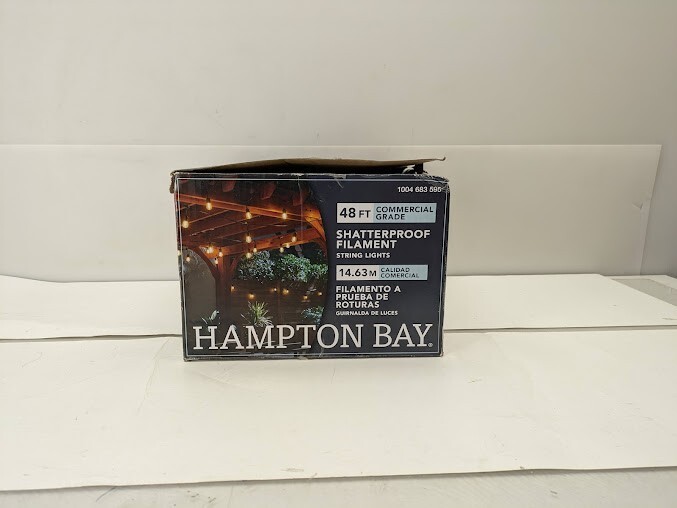 1004 683 595
48 FT COMMERCIAL GRADE
SHATTERPROOF
FILAMENT
STRING LIGHTS
14.63 M CALIDAD COMERCIAL
FILAMENTO A
PRUEBA DE
ROTURAS
GUIRNALDA DE LUCES
HAMPTON BAY®